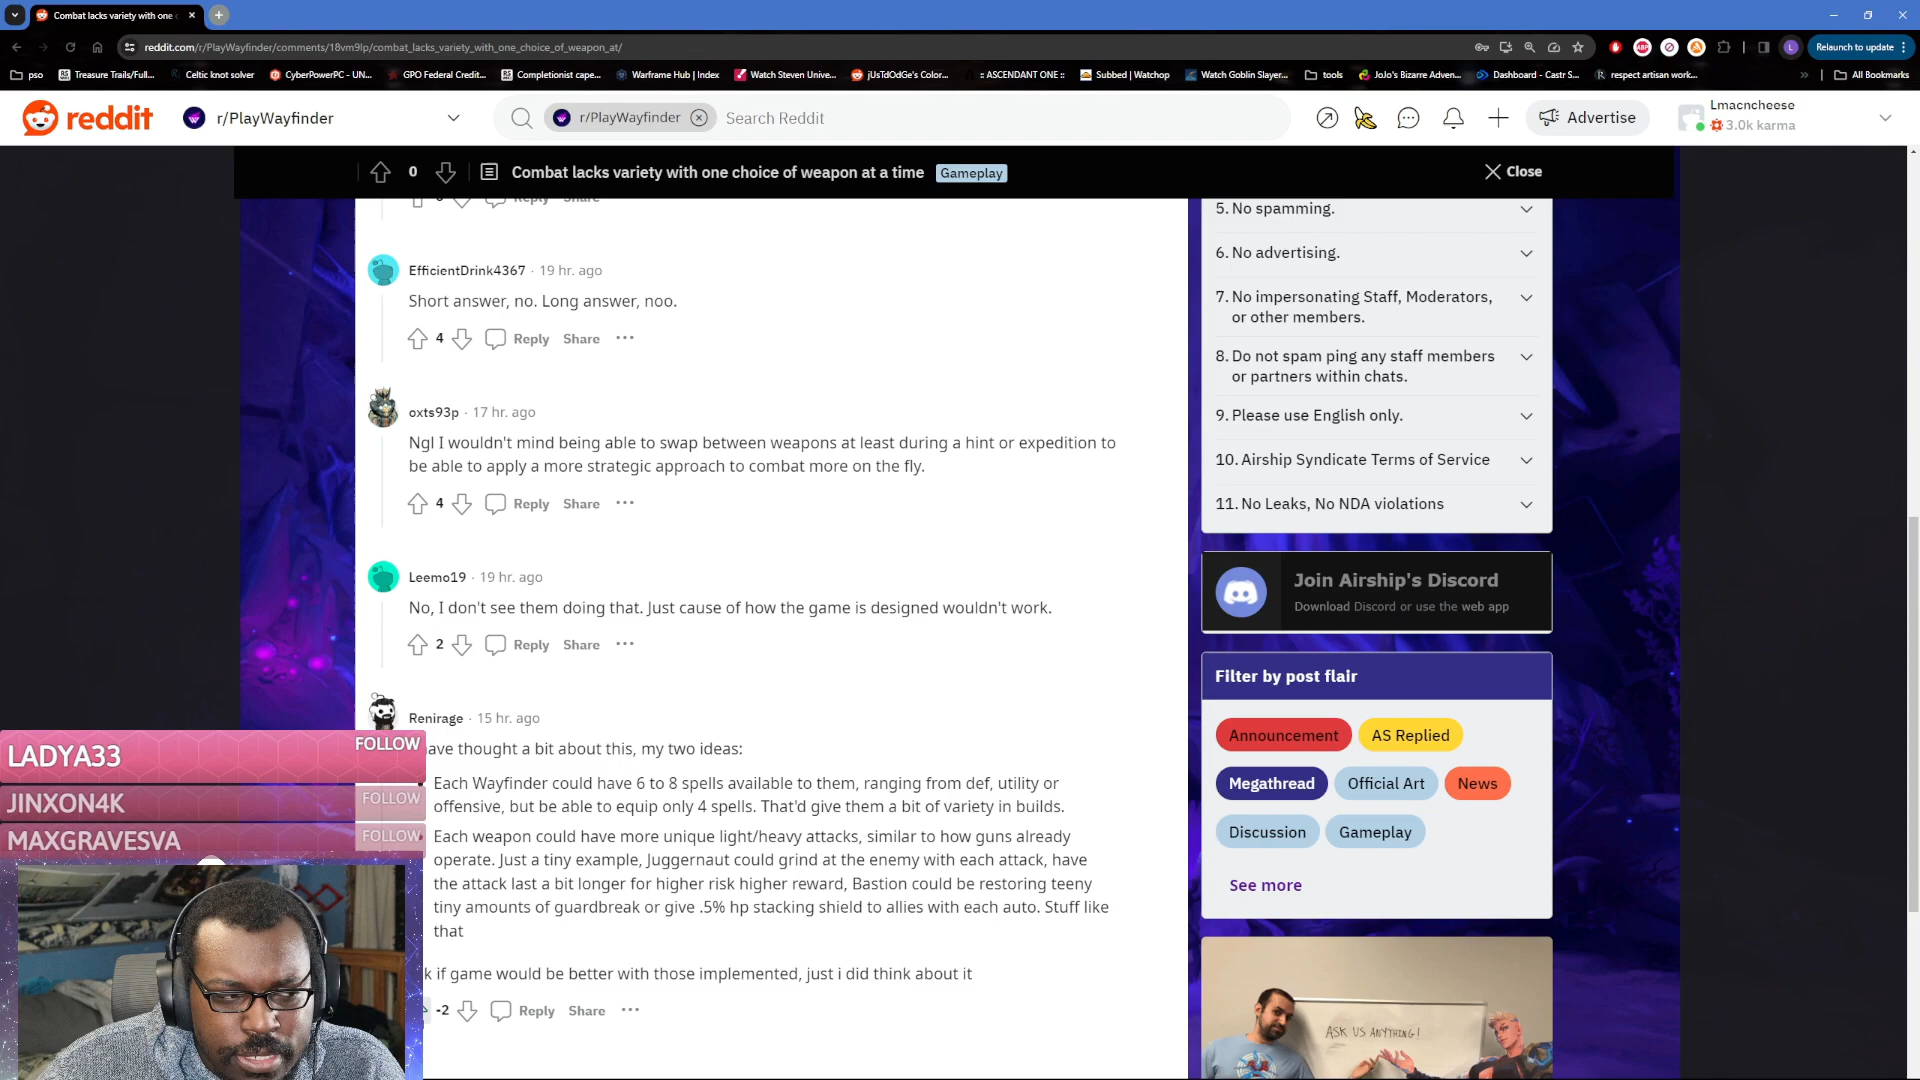 Combat lacks variety with one c
reddit.com/r/PlayWayfinder/comments/18vm9lp/combat_lacks_variety_with_one_choice_of_weapon_at/
ABP
L
Relaunch to update
pso
Treasure Trails/Full...
Celtic knot solver
CyberPowerPC - UN...
GPO Federal Credit...
Completionist cape...
Warframe Hub | Index
Watch Steven Unive...
jUsTdOdGe's Color...
:: ASCENDANT ONE ::
Subbed | Watchop
Watch Goblin Slayer...
tools
JoJo's Bizarre Adven...
Dashboard - Castr S...
respect artisan work...
All Bookmarks
reddit
r/PlayWayfinder
r/PlayWayfinder
Search Reddit
Advertise
Lmacncheese
3.0k karma
0
Combat lacks variety with one choice of weapon at a time
Gameplay
Close
Reply Share
EfficientDrink4367 · 19 hr. ago
Short answer, no. Long answer, noo.
4 Reply Share ···
oxts93p · 17 hr. ago
Ngl I wouldn't mind being able to swap between weapons at least during a hint or expedition to
be able to apply a more strategic approach to combat more on the fly.
4 Reply Share ···
Leemo19 · 19 hr. ago
No, I don't see them doing that. Just cause of how the game is designed wouldn't work.
2 Reply Share ···
Renirage · 15 hr. ago
ave thought a bit about this, my two ideas:
Each Wayfinder could have 6 to 8 spells available to them, ranging from def, utility or
offensive, but be able to equip only 4 spells. That'd give them a bit of variety in builds.
Each weapon could have more unique light/heavy attacks, similar to how guns already
operate. Just a tiny example, Juggernaut could grind at the enemy with each attack, have
the attack last a bit longer for higher risk higher reward, Bastion could be restoring teeny
tiny amounts of guardbreak or give .5% hp stacking shield to allies with each auto. Stuff like
that
k if game would be better with those implemented, just i did think about it
-2 Reply Share ···
5. No spamming.
6. No advertising.
7. No impersonating Staff, Moderators,
or other members.
8. Do not spam ping any staff members
or partners within chats.
9. Please use English only.
10. Airship Syndicate Terms of Service
11. No Leaks, No NDA violations
Join Airship's Discord
Download Discord or use the web app
Filter by post flair
Announcement
AS Replied
Megathread
Official Art
News
Discussion
Gameplay
See more
ASK US ANYTHING!
LADYA33
FOLLOW
JINXON4K
FOLLOW
MAXGRAVESVA
FOLLOW